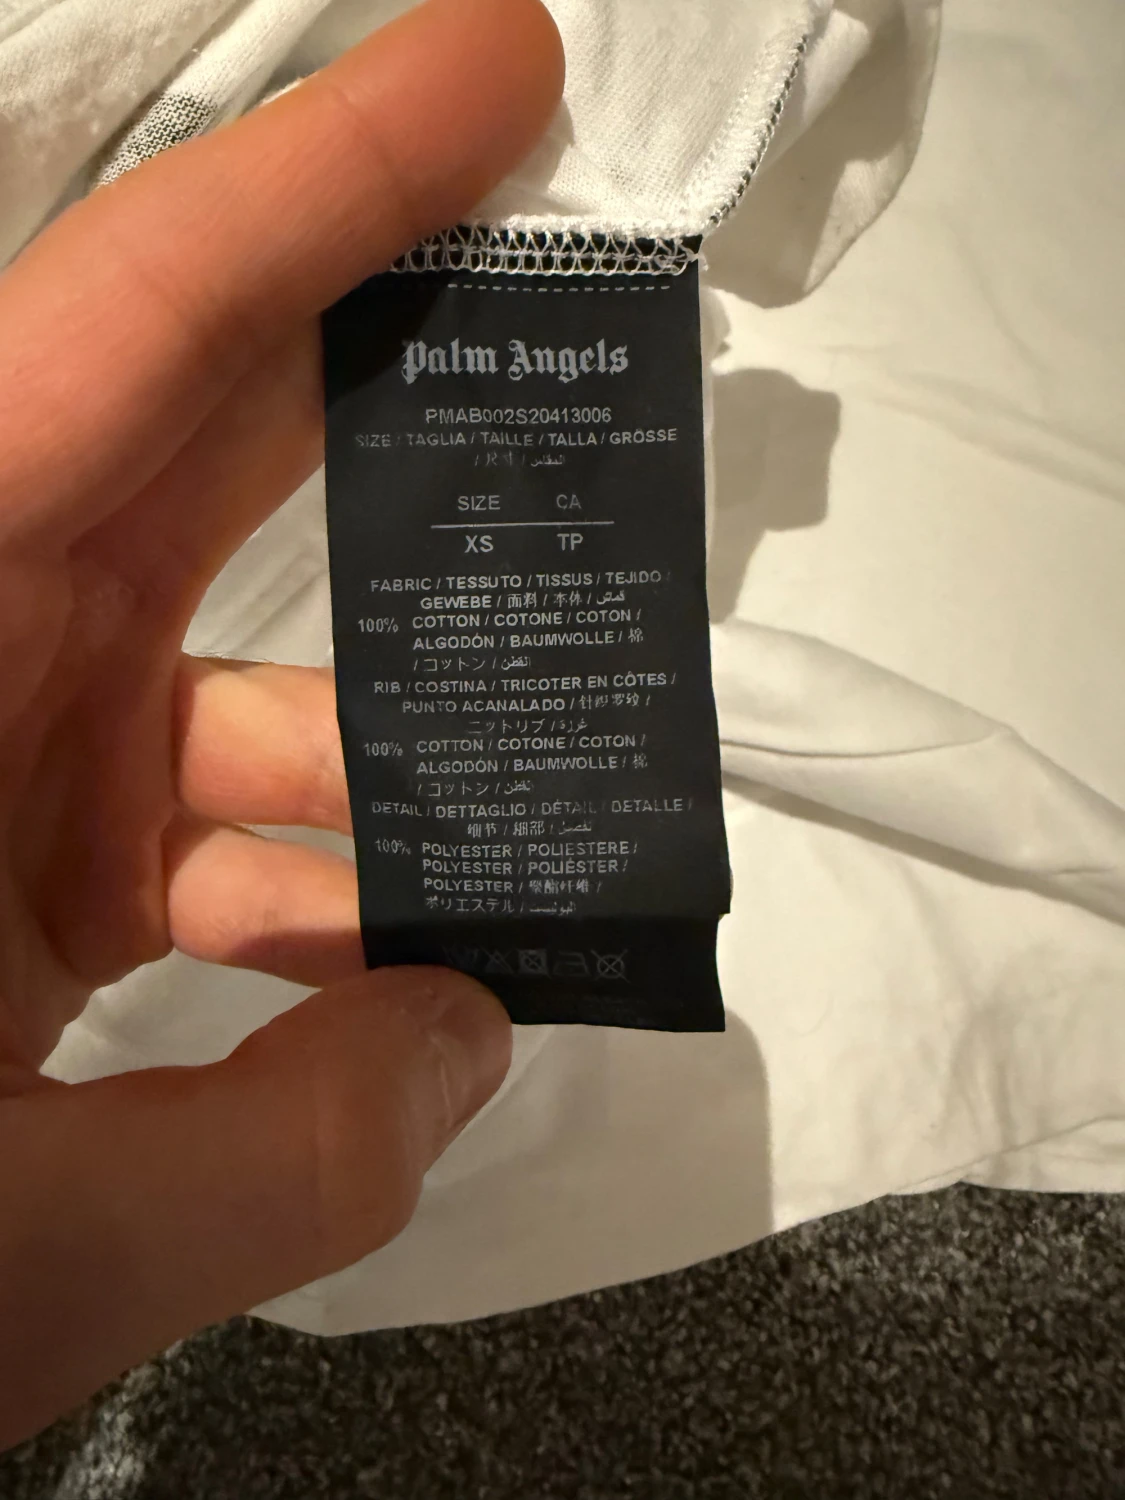 Palm Angels
PMAB002S20413006
SIZE / TAGLIA / TAILLE / TALLA / GRÖSSE
/ 尺寸 / المقاس
SIZE CA
XS TP
FABRIC / TESSUTO / TISSUS / TEJIDO /
GEWEBE / 面料 / 本体 / قماش
100% COTTON / COTONE / COTON /
ALGODÓN / BAUMWOLLE / 棉
/ コットン / القطن
RIB / COSTINA / TRICOTER EN CÔTES /
PUNTO ACANALADO / 针织罗纹 /
ニットリブ /
100% COTTON / COTONE / COTON /
ALGODÓN / BAUMWOLLE / 棉
/ コットン / القطن
DETAIL / DETTAGLIO / DÉTAIL / DETALLE /
细节 / 細部 / تفصيل
100% POLYESTER / POLIESTERE /
POLYESTER / POLIÉSTER /
POLYESTER / 聚酯纤维 /
ポリエステル / البوليستر